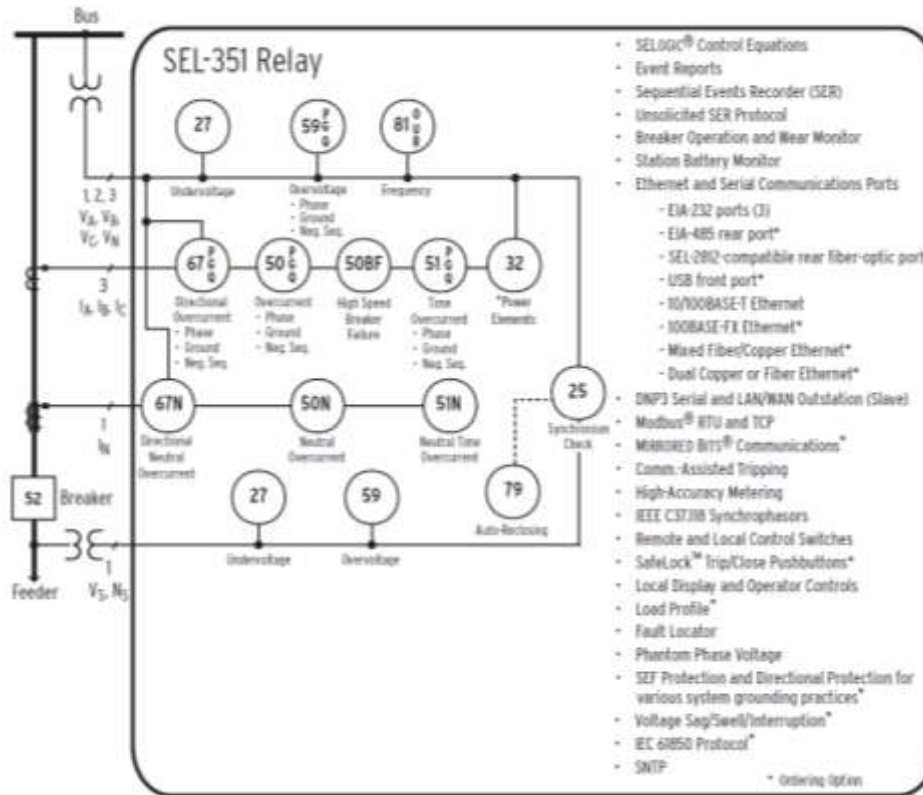 Bus
SEL-351 Relay
27
Undervoltage
59 P G Q
Overvoltage
- Phase
- Ground
- Neg. Seq.
81 O U R
Frequency
1, 2, 3
VA, VB,
VC, VN
3
IA, IB, IC
67 P G Q
Directional
Overcurrent
- Phase
- Ground
- Neg. Seq.
50 P G Q
Overcurrent
- Phase
- Ground
- Neg. Seq.
50BF
High Speed
Breaker
Failure
51 P G Q
Time
Overcurrent
- Phase
- Ground
- Neg. Seq.
32
*Power
Elements
1
IN
67N
Directional
Neutral
Overcurrent
50N
Neutral
Overcurrent
51N
Neutral Time
Overcurrent
25
Synchronism
Check
79
Auto-Reclosing
52
Breaker
27
Undervoltage
59
Overvoltage
1
VS, NS
Feeder
• SELOGIC® Control Equations
• Event Reports
• Sequential Events Recorder (SER)
• Unsolicited SER Protocol
• Breaker Operation and Wear Monitor
• Station Battery Monitor
• Ethernet and Serial Communications Ports
- EIA-232 ports (3)
- EIA-485 rear port*
- SEL-2812-compatible rear fiber-optic port
- USB front port*
- 10/100BASE-T Ethernet
- 100BASE-FX Ethernet*
- Mixed Fiber/Copper Ethernet*
- Dual Copper or Fiber Ethernet*
• DNP3 Serial and LAN/WAN Outstation (Slave)
• Modbus® RTU and TCP
• MIRRORED BITS® Communications*
• Comm.-Assisted Tripping
• High-Accuracy Metering
• IEEE C37.118 Synchrophasors
• Remote and Local Control Switches
• SafeLock™ Trip/Close Pushbuttons*
• Local Display and Operator Controls
• Load Profile*
• Fault Locator
• Phantom Phase Voltage
• SEF Protection and Directional Protection for
various system grounding practices*
• Voltage Sag/Swell/Interruption*
• IEC 61850 Protocol*
• SNTP
* Ordering Option